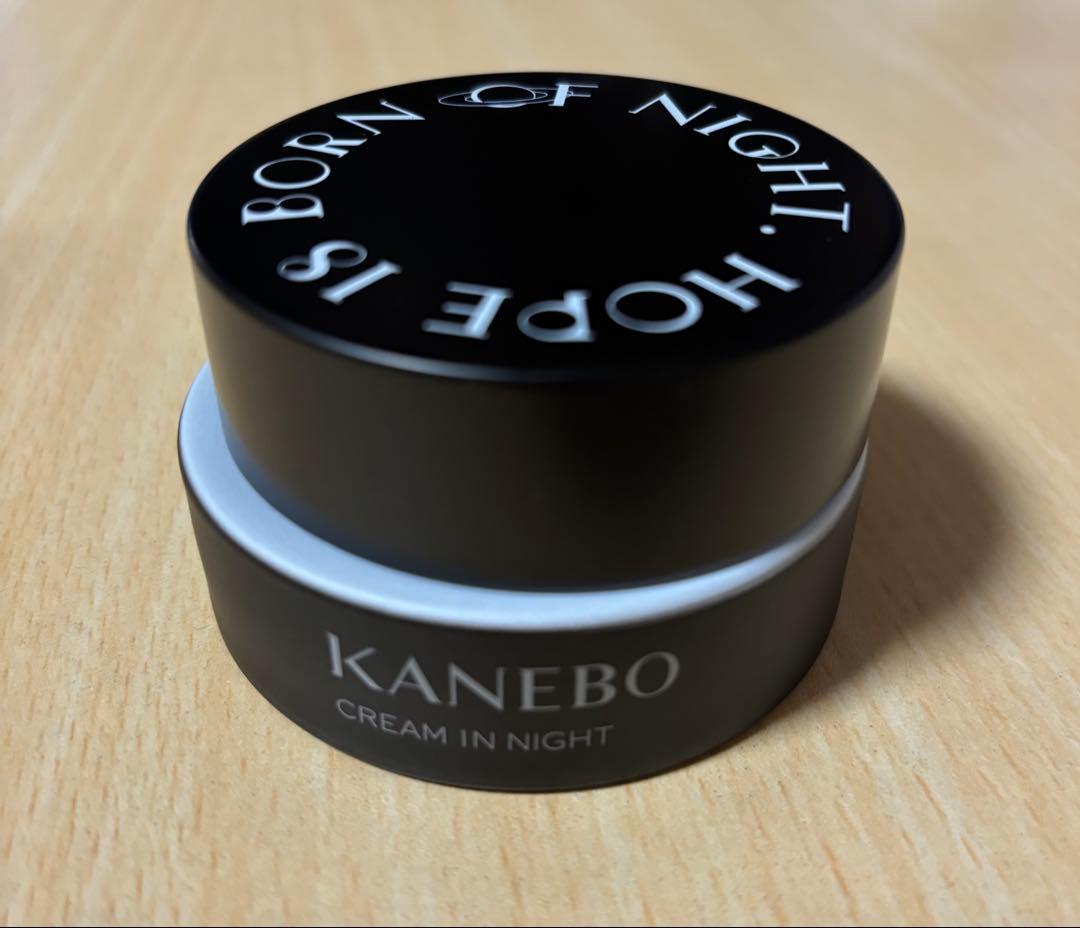 HOPE IS BORN OF NIGHT.
KANEBO
CREAM IN NIGHT